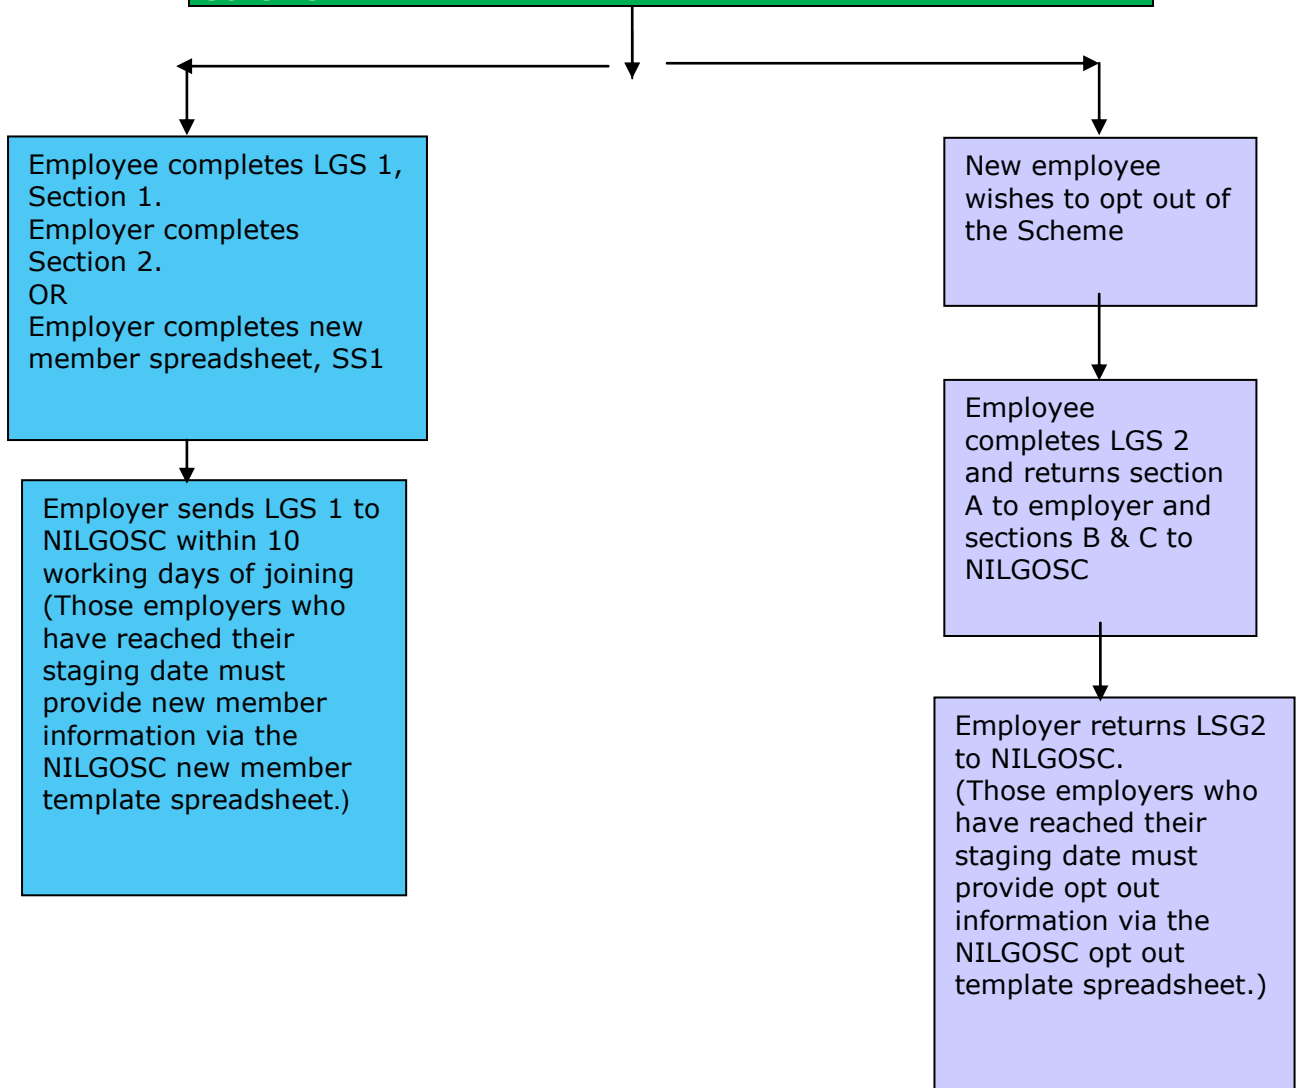 Employee completes LGS 1,
Section 1.
Employer completes
Section 2.
OR
Employer completes new
member spreadsheet, SS1
Employer sends LGS 1 to
NILGOSC within 10
working days of joining
(Those employers who
have reached their
staging date must
provide new member
information via the
NILGOSC new member
template spreadsheet.)
New employee
wishes to opt out of
the Scheme
Employee
completes LGS 2
and returns section
A to employer and
sections B & C to
NILGOSC
Employer returns LSG2
to NILGOSC.
(Those employers who
have reached their
staging date must
provide opt out
information via the
NILGOSC opt out
template spreadsheet.)